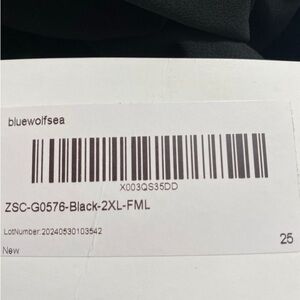 bluewolfsea
X003QS35DD
ZSC-G0576-Black-2XL-FML
LotNumber:20240530103542
New
25